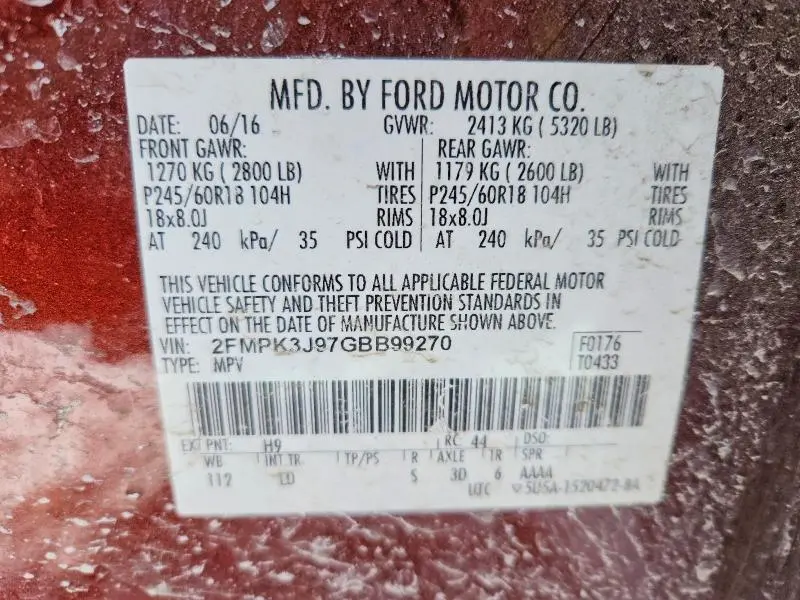 MFD. BY FORD MOTOR CO.
DATE: 06/16 GVWR: 2413 KG ( 5320 LB)
FRONT GAWR: REAR GAWR:
1270 KG ( 2800 LB) WITH 1179 KG ( 2600 LB) WITH
P245/60R18 104H TIRES P245/60R18 104H TIRES
18x8.0J RIMS 18x8.0J RIMS
AT 240 kPa/ 35 PSI COLD AT 240 kPa/ 35 PSI COLD
THIS VEHICLE CONFORMS TO ALL APPLICABLE FEDERAL MOTOR
VEHICLE SAFETY AND THEFT PREVENTION STANDARDS IN
EFFECT ON THE DATE OF MANUFACTURE SHOWN ABOVE.
VIN: 2FMPK3J97GBB99270 F0176
TYPE: MPV T0433
EXT PNT: H9 RC: 44 DSO:
WB INT TR TP/PS R AXLE TR SPR
112 LD S 3D 6 AAAA
UTC 5U5A-1520472-BA